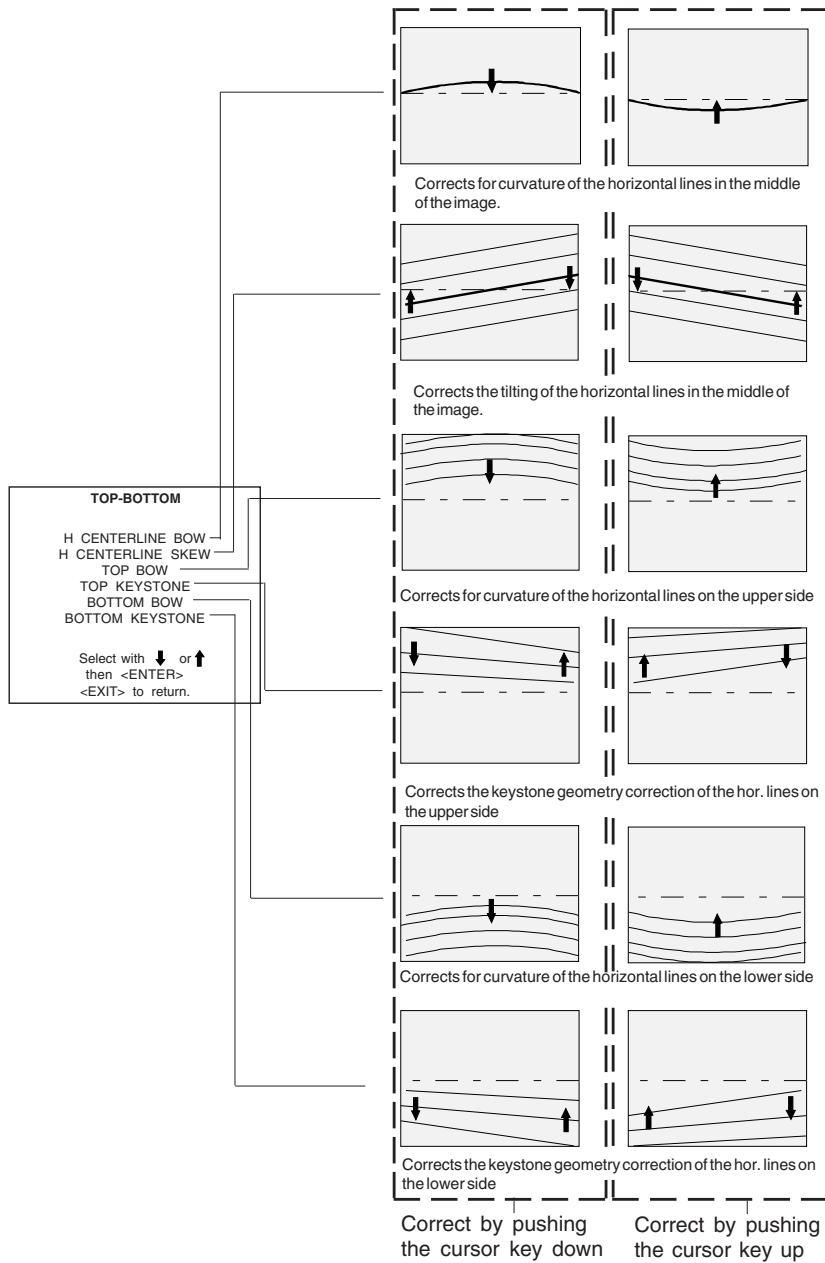 Corrects for curvature of the horizontal lines in the middle
of the image.
Corrects the tilting of the horizontal lines in the middle of
the image.
TOP-BOTTOM
H CENTERLINE BOW
H CENTERLINE SKEW
TOP BOW
TOP KEYSTONE
BOTTOM BOW
BOTTOM KEYSTONE
Select with or
then <ENTER>
<EXIT> to return.
Corrects for curvature of the horizontal lines on the upper side
Corrects the keystone geometry correction of the hor. lines on
the upper side
Corrects for curvature of the horizontal lines on the lower side
Corrects the keystone geometry correction of the hor. lines on
the lower side
Correct by pushing
the cursor key down
Correct by pushing
the cursor key up